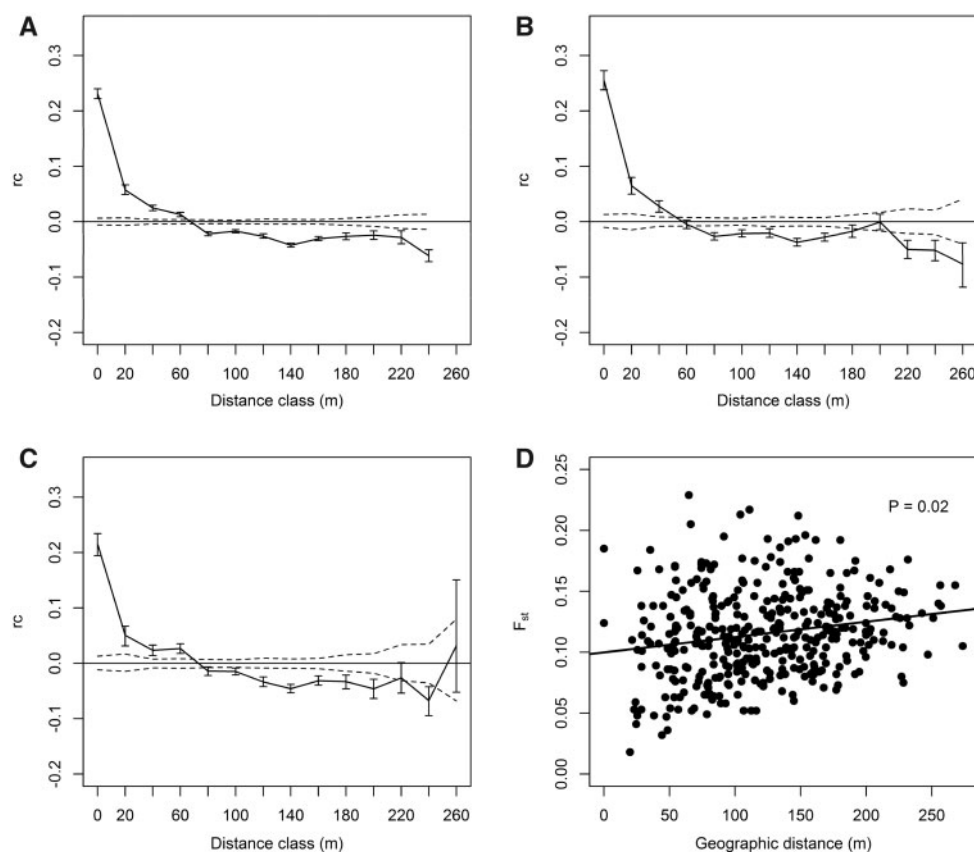 A
rc
0.3
0.2
0.1
0.0
-0.1
-0.2
0 20 60 100 140 180 220 260
Distance class (m)
B
rc
0.3
0.2
0.1
0.0
-0.1
-0.2
0 20 60 100 140 180 220 260
Distance class (m)
C
rc
0.3
0.2
0.1
0.0
-0.1
-0.2
0 20 60 100 140 180 220 260
Distance class (m)
D
P = 0.02
Fst
0.25
0.20
0.15
0.10
0.05
0.00
0 50 100 150 200 250
Geographic distance (m)